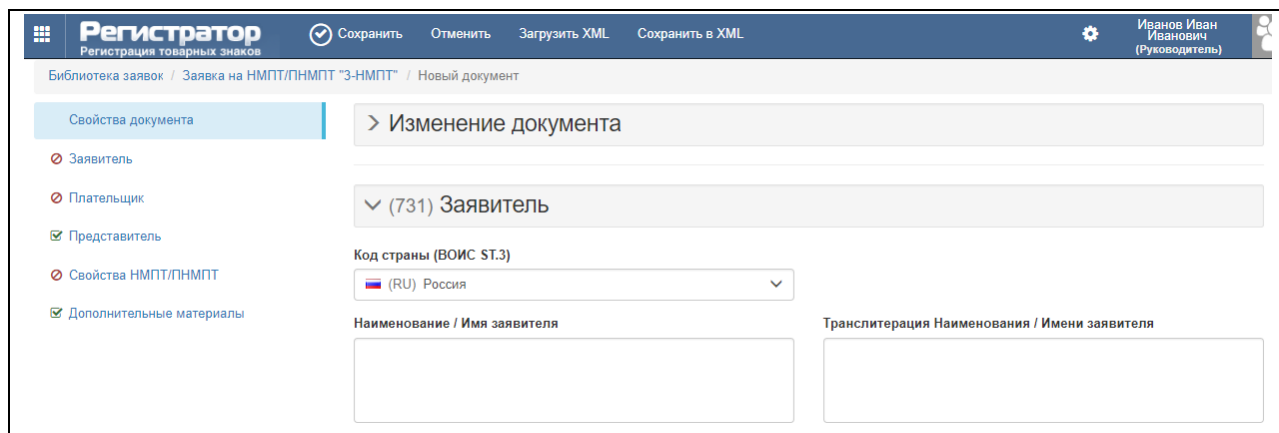 Регистратор
Регистрация товарных знаков
Сохранить Отменить Загрузить XML Сохранить в XML
Иванов Иван
Иванович
(Руководитель)
Библиотека заявок / Заявка на НМПТ/ПНМПТ "3-НМПТ" / Новый документ
Свойства документа
Заявитель
Плательщик
Представитель
Свойства НМПТ/ПНМПТ
Дополнительные материалы
Изменение документа
(731) Заявитель
Код страны (ВОИС ST.3)
(RU) Россия
Наименование / Имя заявителя
Транслитерация Наименования / Имени заявителя